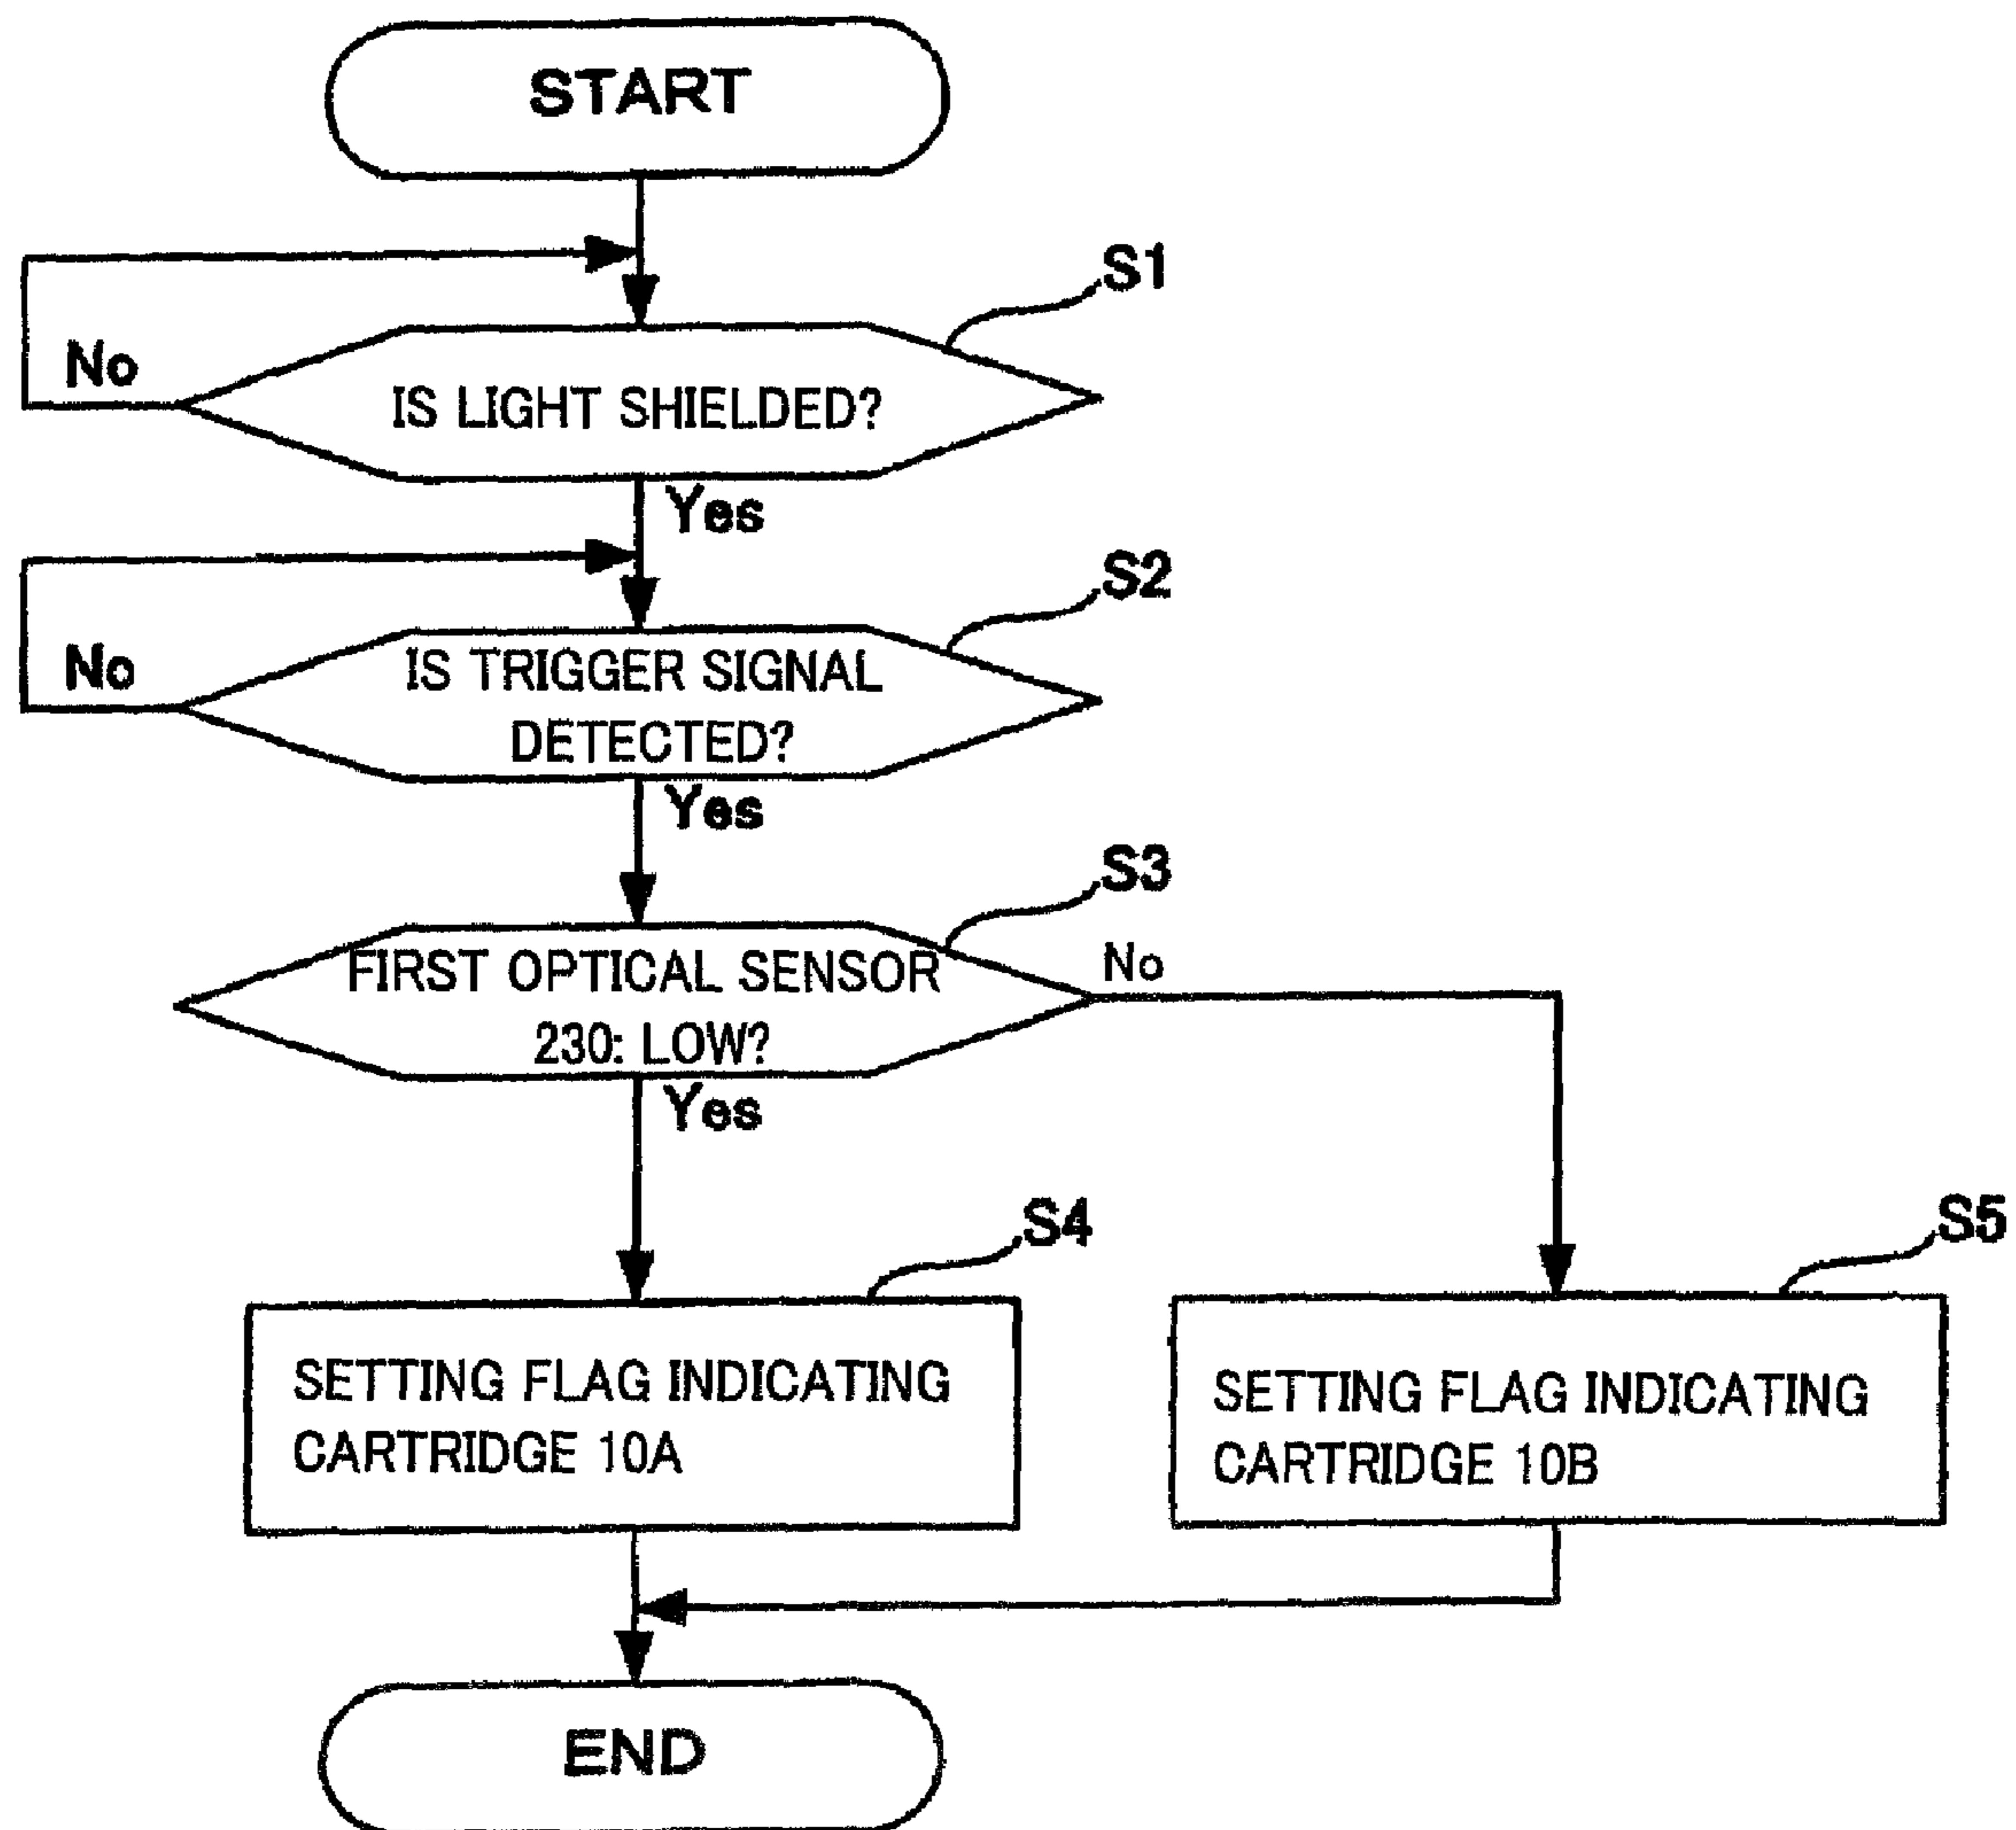 START
S1
No
IS LIGHT SHIELDED?
Yes
S2
No
IS TRIGGER SIGNAL
DETECTED?
Yes
S3
FIRST OPTICAL SENSOR
230: LOW?
No
Yes
S4
S5
SETTING FLAG INDICATING
CARTRIDGE 10A
SETTING FLAG INDICATING
CARTRIDGE 10B
END